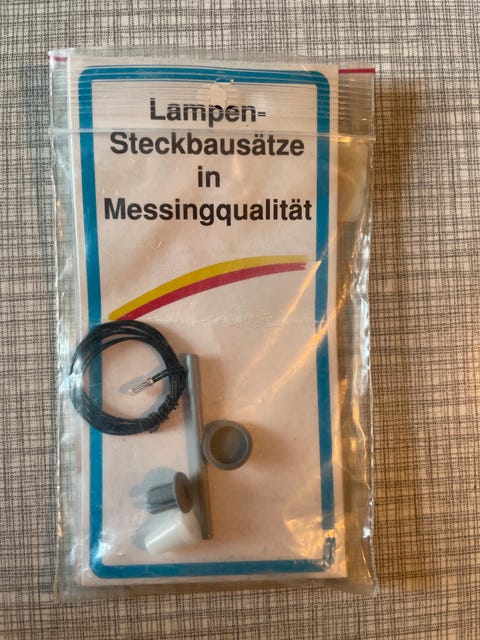 Lampen-
Steckbausätze
in
Messingqualität